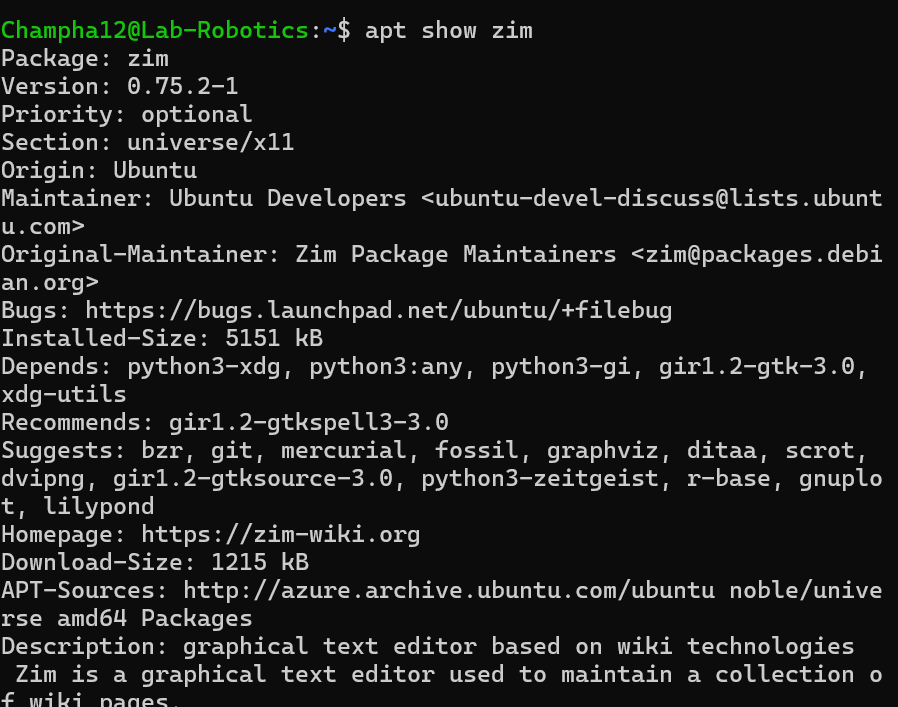 Champha12@Lab-Robotics:~$ apt show zim
Package: zim
Version: 0.75.2-1
Priority: optional
Section: universe/x11
Origin: Ubuntu
Maintainer: Ubuntu Developers <ubuntu-devel-discuss@lists.ubunt
u.com>
Original-Maintainer: Zim Package Maintainers <zim@packages.debi
an.org>
Bugs: https://bugs.launchpad.net/ubuntu/+filebug
Installed-Size: 5151 kB
Depends: python3-xdg, python3:any, python3-gi, gir1.2-gtk-3.0,
xdg-utils
Recommends: gir1.2-gtkspell3-3.0
Suggests: bzr, git, mercurial, fossil, graphviz, ditaa, scrot,
dvipng, gir1.2-gtksource-3.0, python3-zeitgeist, r-base, gnuplo
t, lilypond
Homepage: https://zim-wiki.org
Download-Size: 1215 kB
APT-Sources: http://azure.archive.ubuntu.com/ubuntu noble/unive
rse amd64 Packages
Description: graphical text editor based on wiki technologies
 Zim is a graphical text editor used to maintain a collection o
f wiki pages.